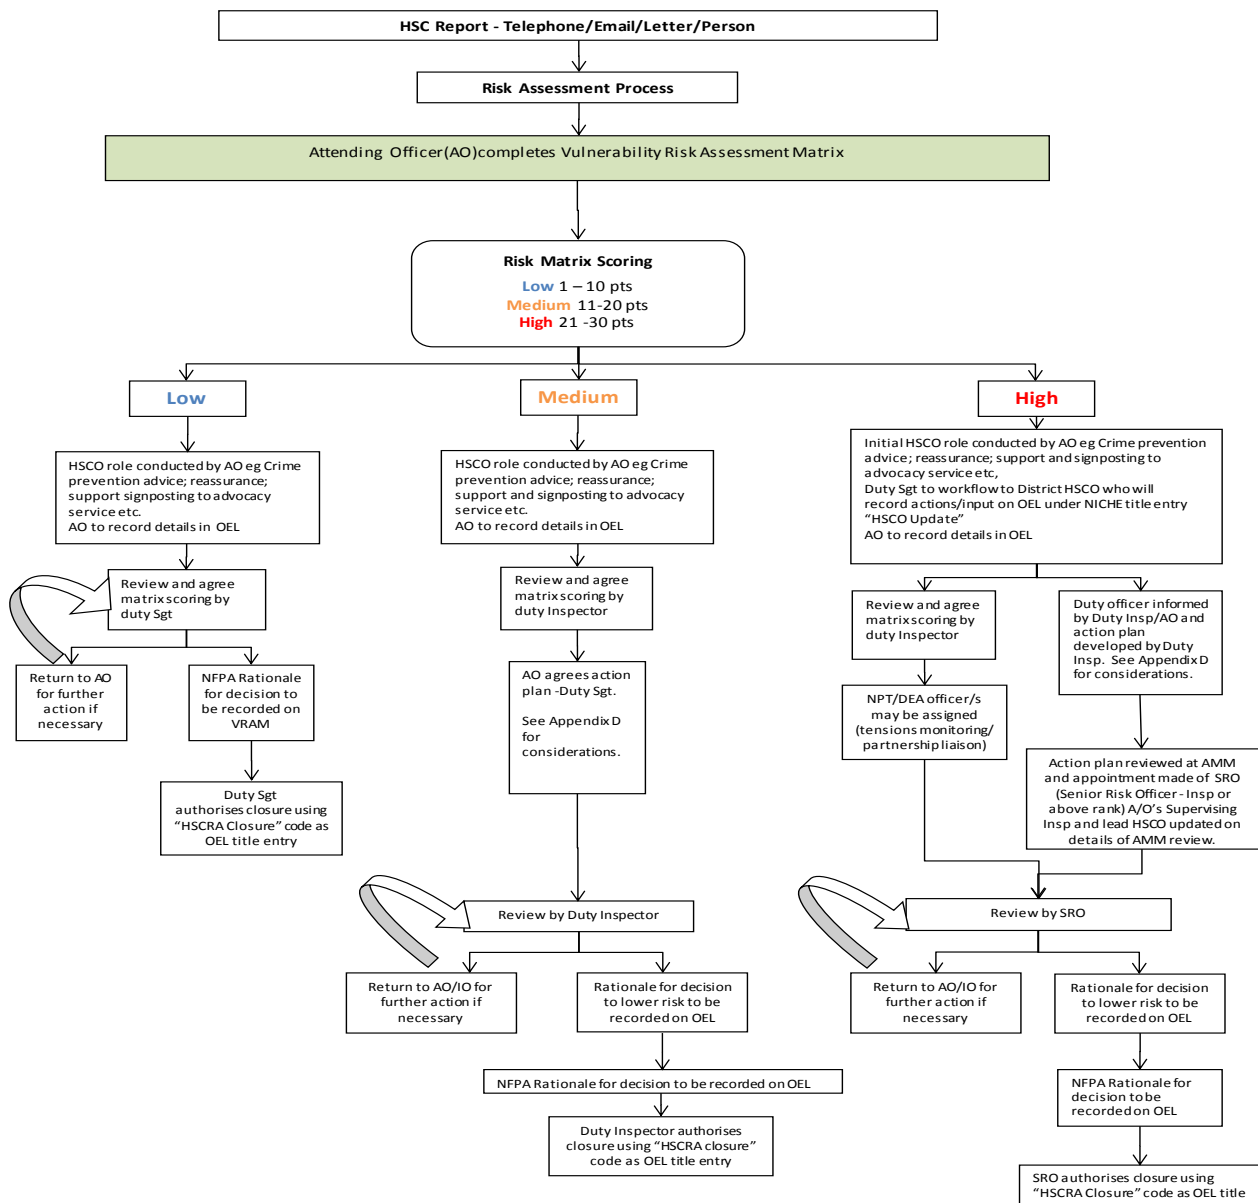 HSC Report - Telephone/Email/Letter/Person
Risk Assessment Process
Attending Officer(AO)completes Vulnerability Risk Assessment Matrix
Risk Matrix Scoring
Low 1 – 10 pts
Medium 11-20 pts
High 21 -30 pts
Low
HSCO role conducted by AO eg Crime
prevention advice; reassurance;
support signposting to advocacy
service etc.
AO to record details in OEL
Review and agree
matrix scoring by
duty Sgt
Return to AO
for further
action if
necessary
NFPA Rationale
for decision to
be recorded on
VRAM
Duty Sgt
authorises closure using
“HSCRA Closure” code as
OEL title entry
Medium
HSCO role conducted by AO eg Crime
prevention advice; reassurance;
support and signposting to advocacy
service etc.
AO to record details in OEL
Review and agree
matrix scoring by
duty Inspector
AO agrees action
plan -Duty Sgt.
See Appendix D
for
considerations.
Review by Duty Inspector
Return to AO/IO for
further action if
necessary
Rationale for decision
to lower risk to be
recorded on OEL
NFPA Rationale for decision to be recorded on OEL
Duty Inspector authorises
closure using “HSCRA closure”
code as OEL title entry
High
Initial HSCO role conducted by AO eg Crime prevention
advice; reassurance; support and signposting to
advocacy service etc,
Duty Sgt to workflow to District HSCO who will
record actions/input on OEL under NICHE title entry
“HSCO Update”
AO to record details in OEL
Review and agree
matrix scoring by
duty Inspector
NPT/DEA officer/s
may be assigned
(tensions monitoring/
partnership liaison)
Duty officer informed
by Duty Insp/AO and
action plan
developed by Duty
Insp. See Appendix D
for considerations.
Action plan reviewed at AMM
and appointment made of SRO
(Senior Risk Officer - Insp or
above rank) A/O’s Supervising
Insp and lead HSCO updated on
details of AMM review.
Review by SRO
Return to AO/IO for
further action if
necessary
Rationale for decision
to lower risk to be
recorded on OEL
NFPA Rationale for
decision to be
recorded on OEL
SRO authorises closure using
“HSCRA Closure” code as OEL title